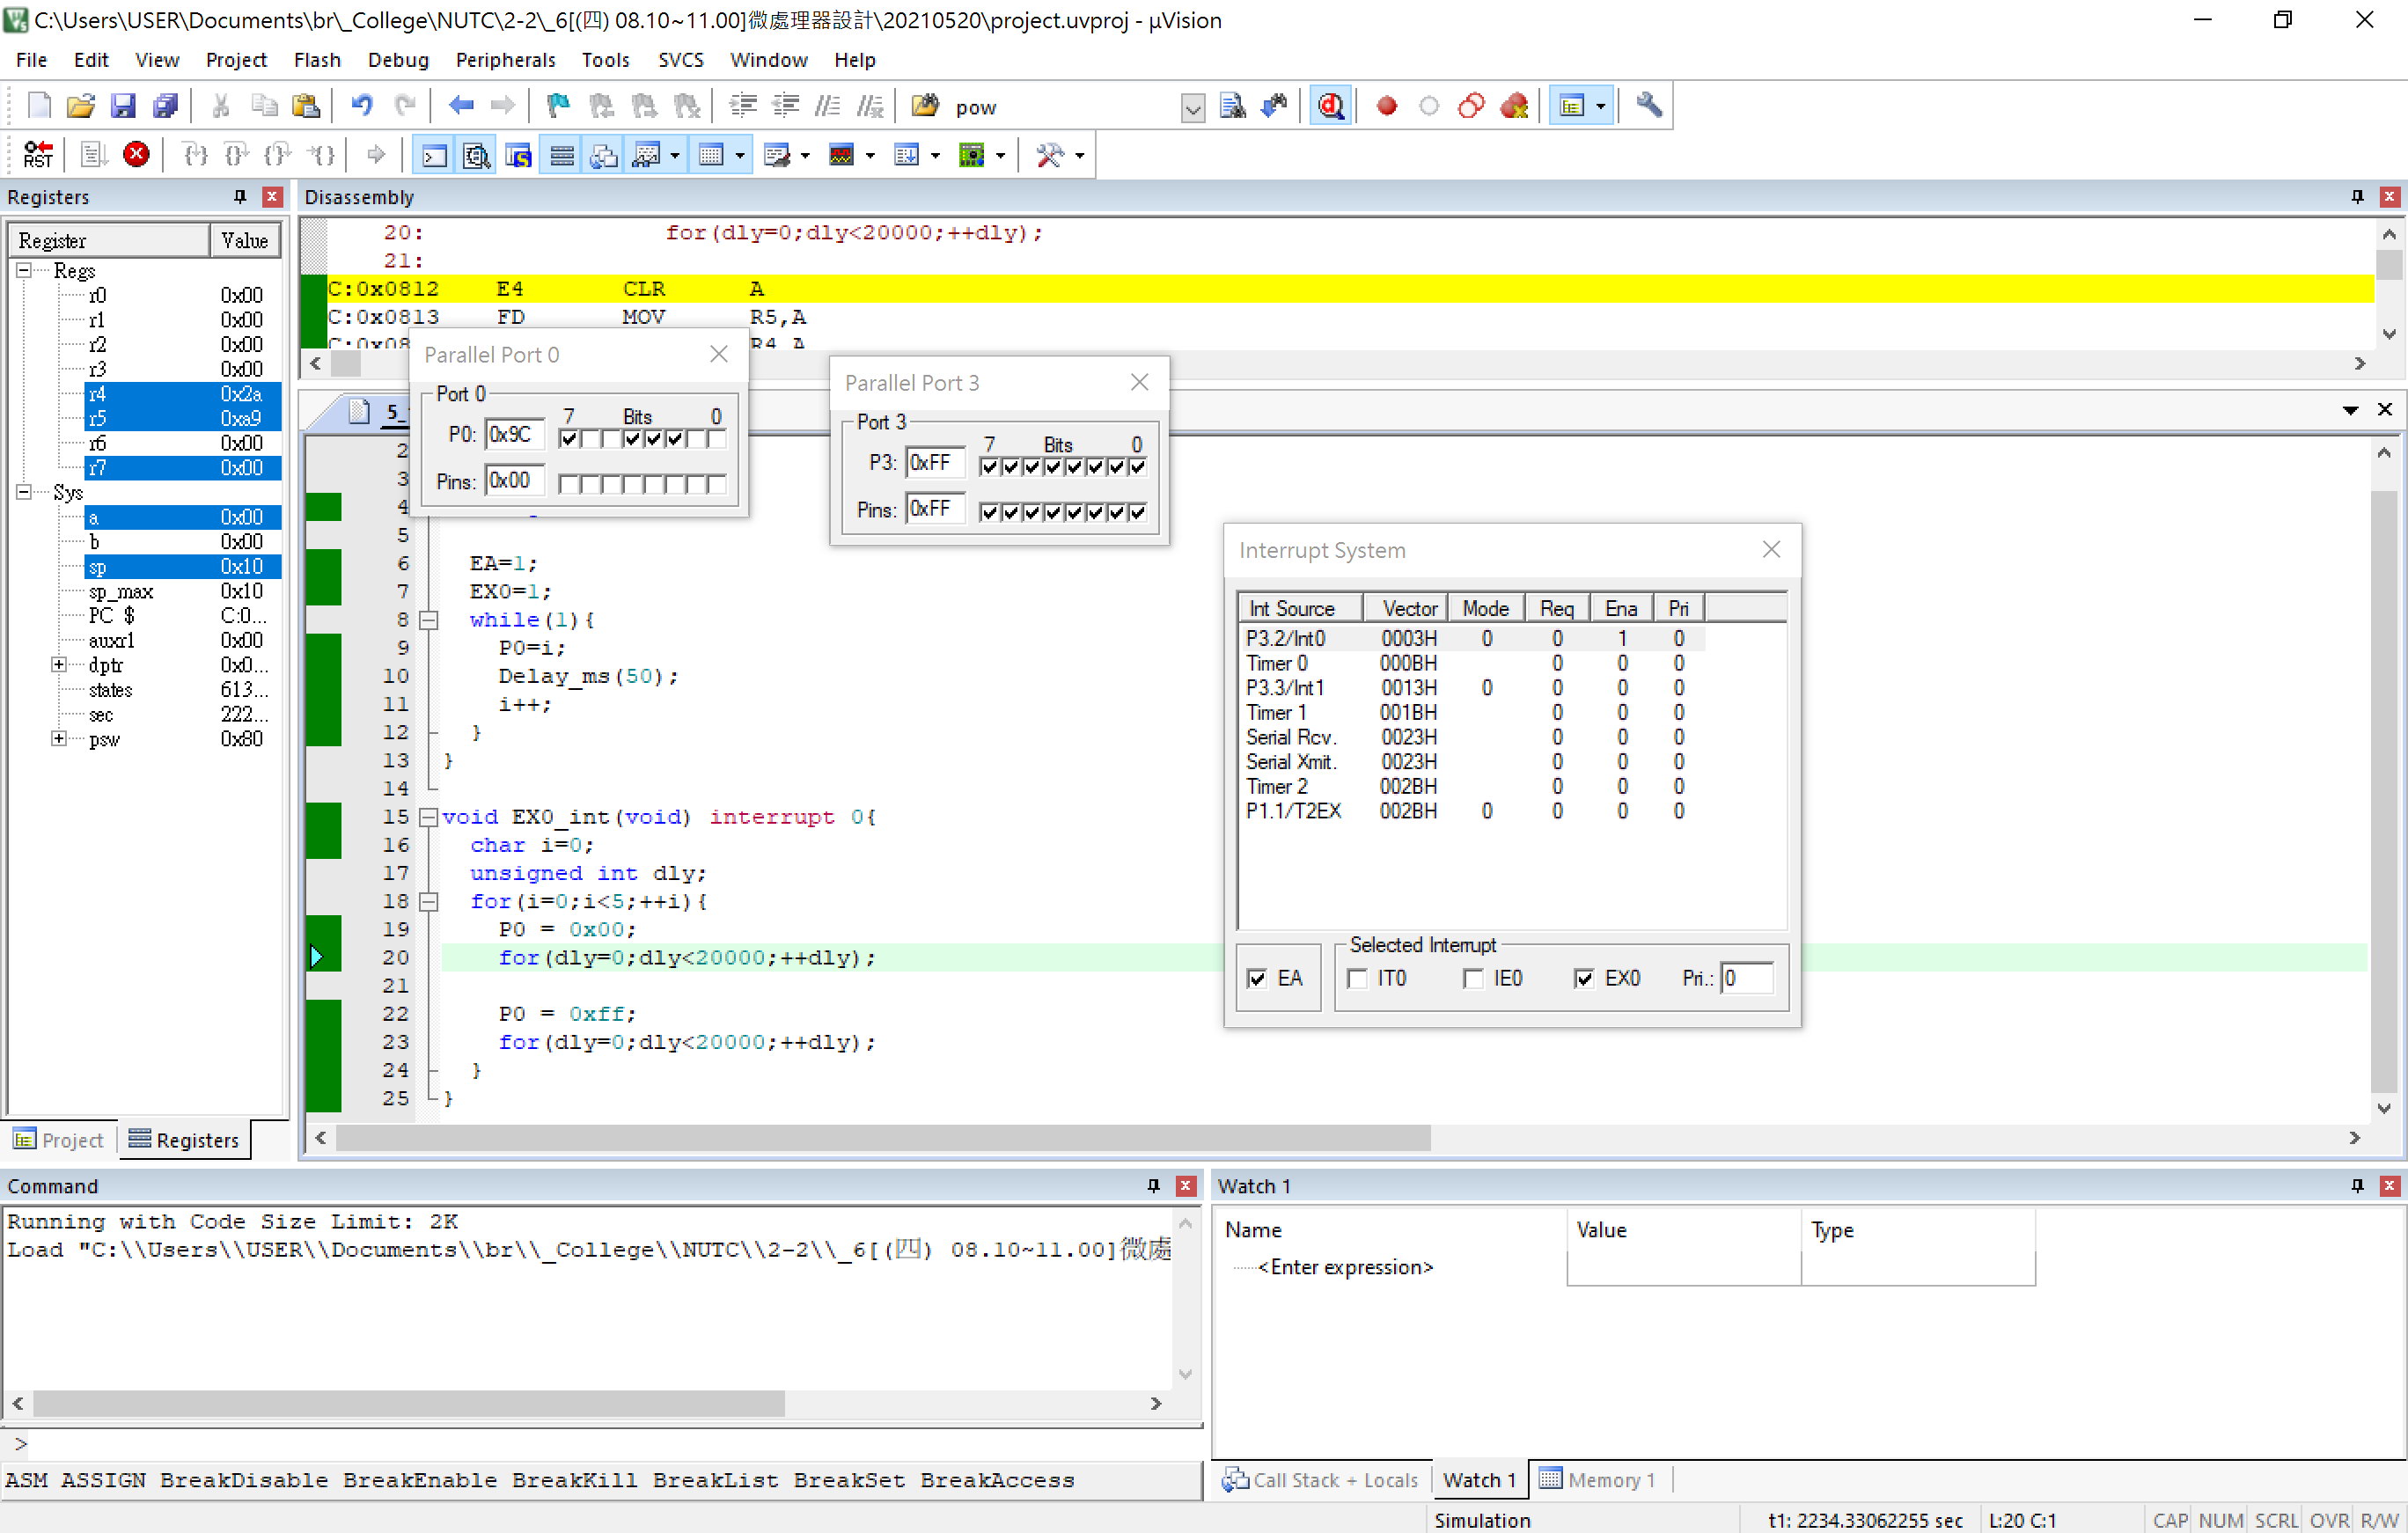 C:\Users\USER\Documents\br\_College\NUTC\2-2\_6[(四) 08.10~11.00]微處理器設計\20210520\project.uvproj - µVision
File Edit View Project Flash Debug Peripherals Tools SVCS Window Help
pow
RST
Registers
Register Value
Regs
r0 0x00
r1 0x00
r2 0x00
r3 0x00
r4 0x2a
r5 0xa9
r6 0x00
r7 0x00
Sys
a 0x00
b 0x00
sp 0x10
sp_max 0x10
PC $ C:0...
auxr1 0x00
dptr 0x0...
states 613...
sec 222...
psw 0x80
Project Registers
Disassembly
20: for(dly=0;dly<20000;++dly);
21:
C:0x0812 E4 CLR A
C:0x0813 FD MOV R5,A
R4,A
Parallel Port 0
Port 0
7 Bits 0
P0: 0x9C
Pins: 0x00
Parallel Port 3
Port 3
7 Bits 0
P3: 0xFF
Pins: 0xFF
2
3
4
5
6 EA=1;
7 EX0=1;
8 while(1){
9 P0=i;
10 Delay_ms(50);
11 i++;
12 }
13 }
14
15 void EX0_int(void) interrupt 0{
16 char i=0;
17 unsigned int dly;
18 for(i=0;i<5;++i){
19 P0 = 0x00;
20 for(dly=0;dly<20000;++dly);
21
22 P0 = 0xff;
23 for(dly=0;dly<20000;++dly);
24 }
25 }
Interrupt System
Int Source Vector Mode Req Ena Pri
P3.2/Int0 0003H 0 0 1 0
Timer 0 000BH 0 0 0
P3.3/Int1 0013H 0 0 0 0
Timer 1 001BH 0 0 0
Serial Rcv. 0023H 0 0 0
Serial Xmit. 0023H 0 0 0
Timer 2 002BH 0 0 0
P1.1/T2EX 002BH 0 0 0 0
Selected Interrupt
EA IT0 IE0 EX0 Pri.: 0
Command
Running with Code Size Limit: 2K
Load "C:\\Users\\USER\\Documents\\br\\_College\\NUTC\\2-2\\_6[(四) 08.10~11.00]微處
>
ASM ASSIGN BreakDisable BreakEnable BreakKill BreakList BreakSet BreakAccess
Watch 1
Name Value Type
<Enter expression>
Call Stack + Locals Watch 1 Memory 1
Simulation t1: 2234.33062255 sec L:20 C:1 CAP NUM SCRL OVR R/W